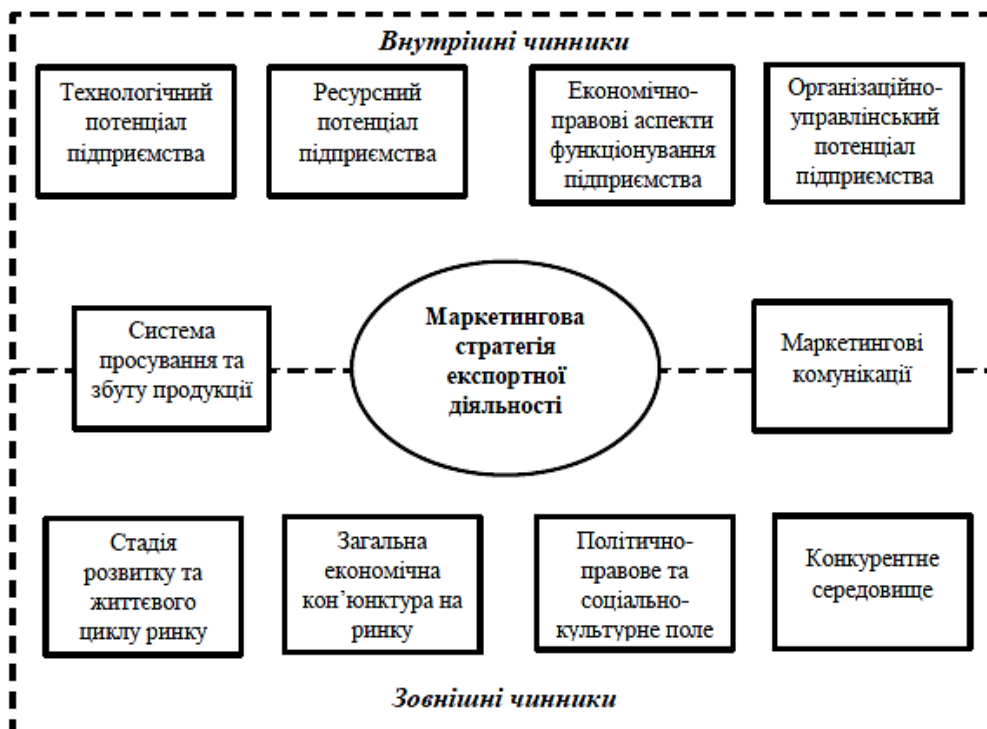 Внутрішні чинники
Технологічний
потенціал
підприємства
Ресурсний
потенціал
підприємства
Економічно-
правові аспекти
функціонування
підприємства
Організаційно-
управлінський
потенціал
підприємства
Система
просування та
збуту продукції
Маркетингова
стратегія
експортної
діяльності
Маркетингові
комунікації
Стадія
розвитку та
життєвого
циклу ринку
Загальна
економічна
кон’юнктура на
ринку
Політично-
правове та
соціально-
культурне поле
Конкурентне
середовище
Зовнішні чинники